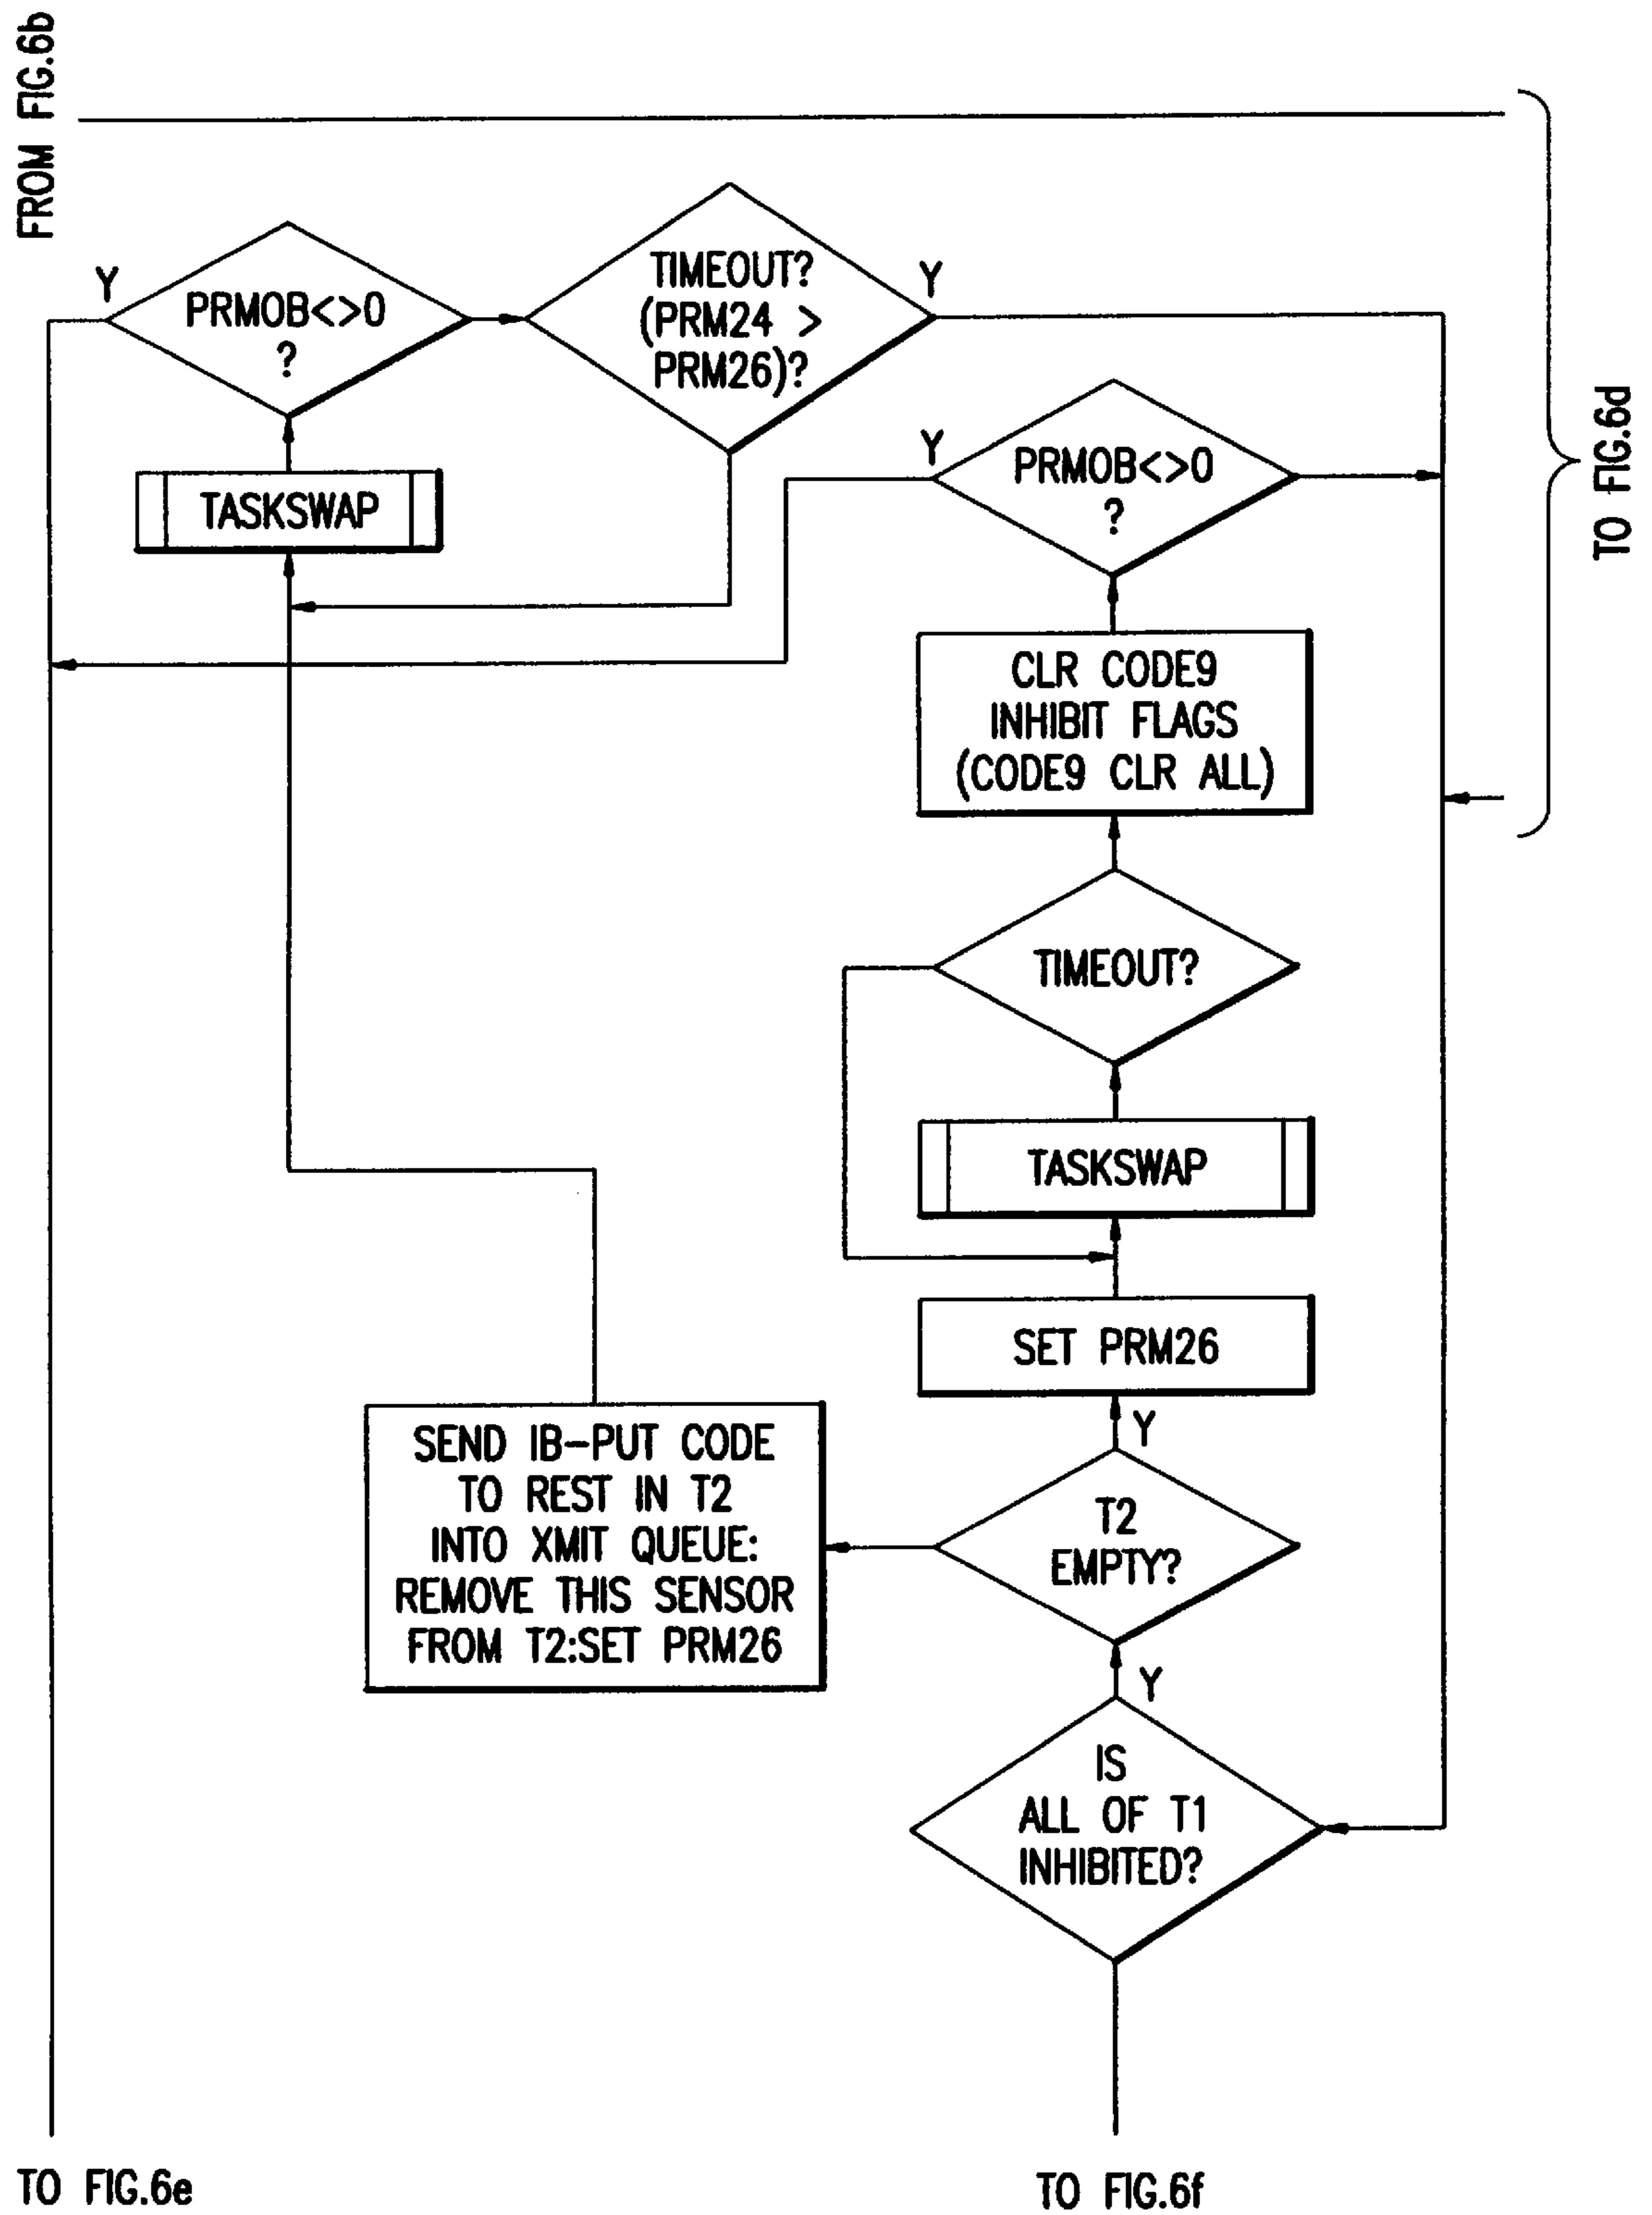 FROM FIG.6b
Y
PRMOB<>0
?
TIMEOUT?
(PRM24 >
PRM26)?
Y
TASKSWAP
Y
PRMOB<>0
?
TO FIG.6d
CLR CODE9
INHIBIT FLAGS
(CODE9 CLR ALL)
TIMEOUT?
TASKSWAP
SET PRM26
Y
SEND IB-PUT CODE
TO REST IN T2
INTO XMIT QUEUE:
REMOVE THIS SENSOR
FROM T2:SET PRM26
T2
EMPTY?
Y
IS
ALL OF T1
INHIBITED?
TO FIG.6e
TO FIG.6f